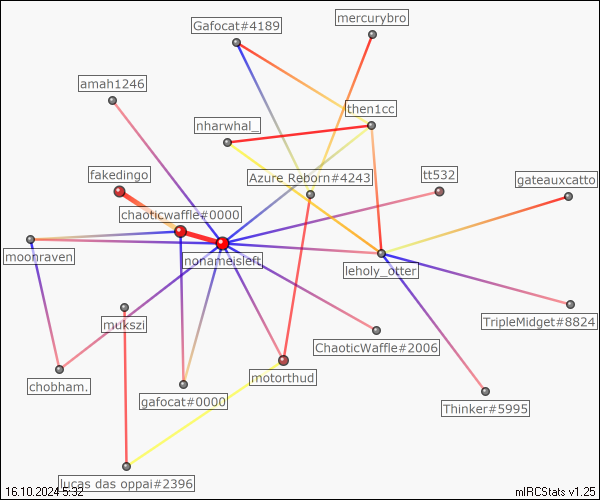 mercurybro
Gafocat#4189
amah1246
then1cc
nharwhal_
fakedingo
Azure Reborn#4243
tt532
gateauxcatto
chaoticwaffle#0000
moonraven
nonameisleft
leholy_otter
mukszi
TripleMidget#8824
ChaoticWaffle#2006
chobham.
motorthud
gafocat#0000
Thinker#5995
lucas das oppai#2396
16.10.2024 5:32
mIRCStats v1.25